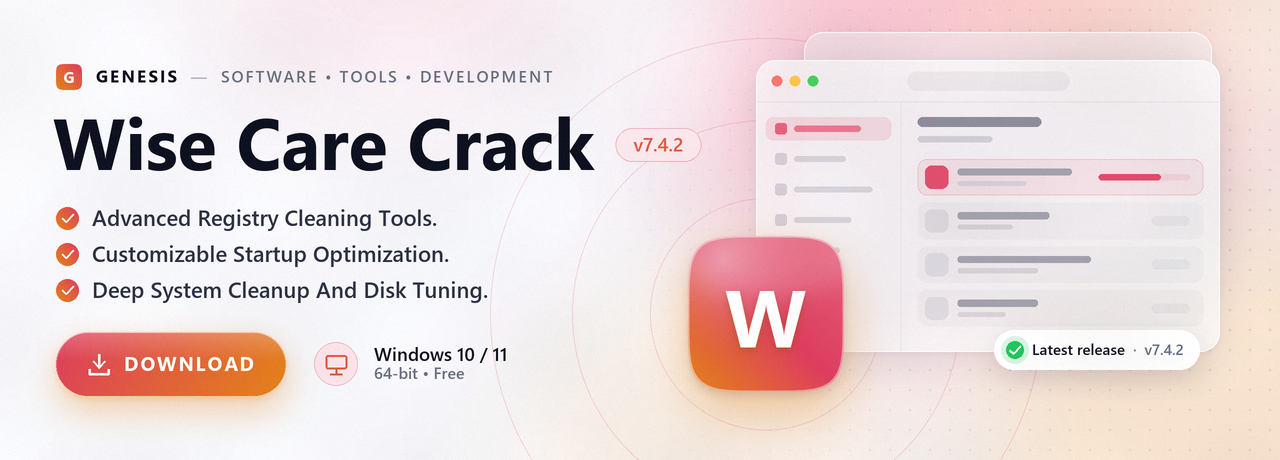 G GENESIS — SOFTWARE • TOOLS • DEVELOPMENT
Wise Care Crack v7.4.2
Advanced Registry Cleaning Tools.
Customizable Startup Optimization.
Deep System Cleanup And Disk Tuning.
DOWNLOAD
Windows 10 / 11
64-bit • Free
W
Latest release · v7.4.2